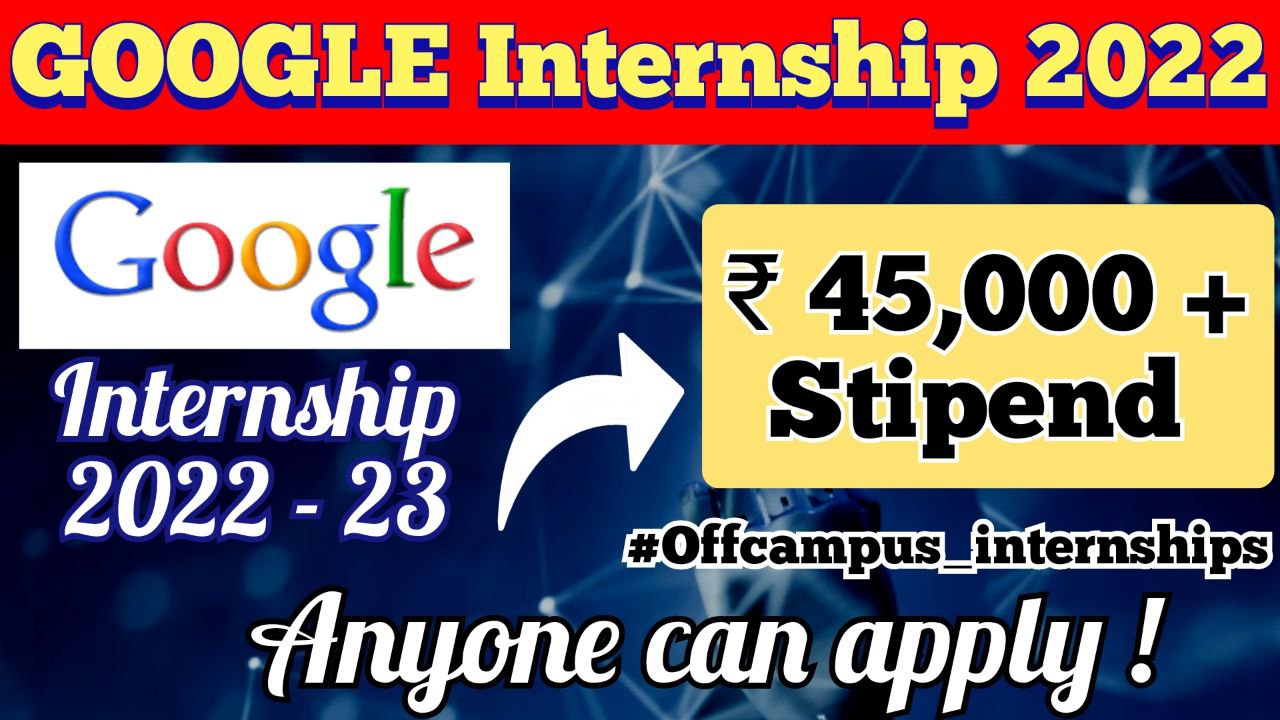 GOOGLE Internship 2022
Google
Internship
2022 - 23
₹ 45,000 +
Stipend
#Offcampus_internships
Anyone can apply !